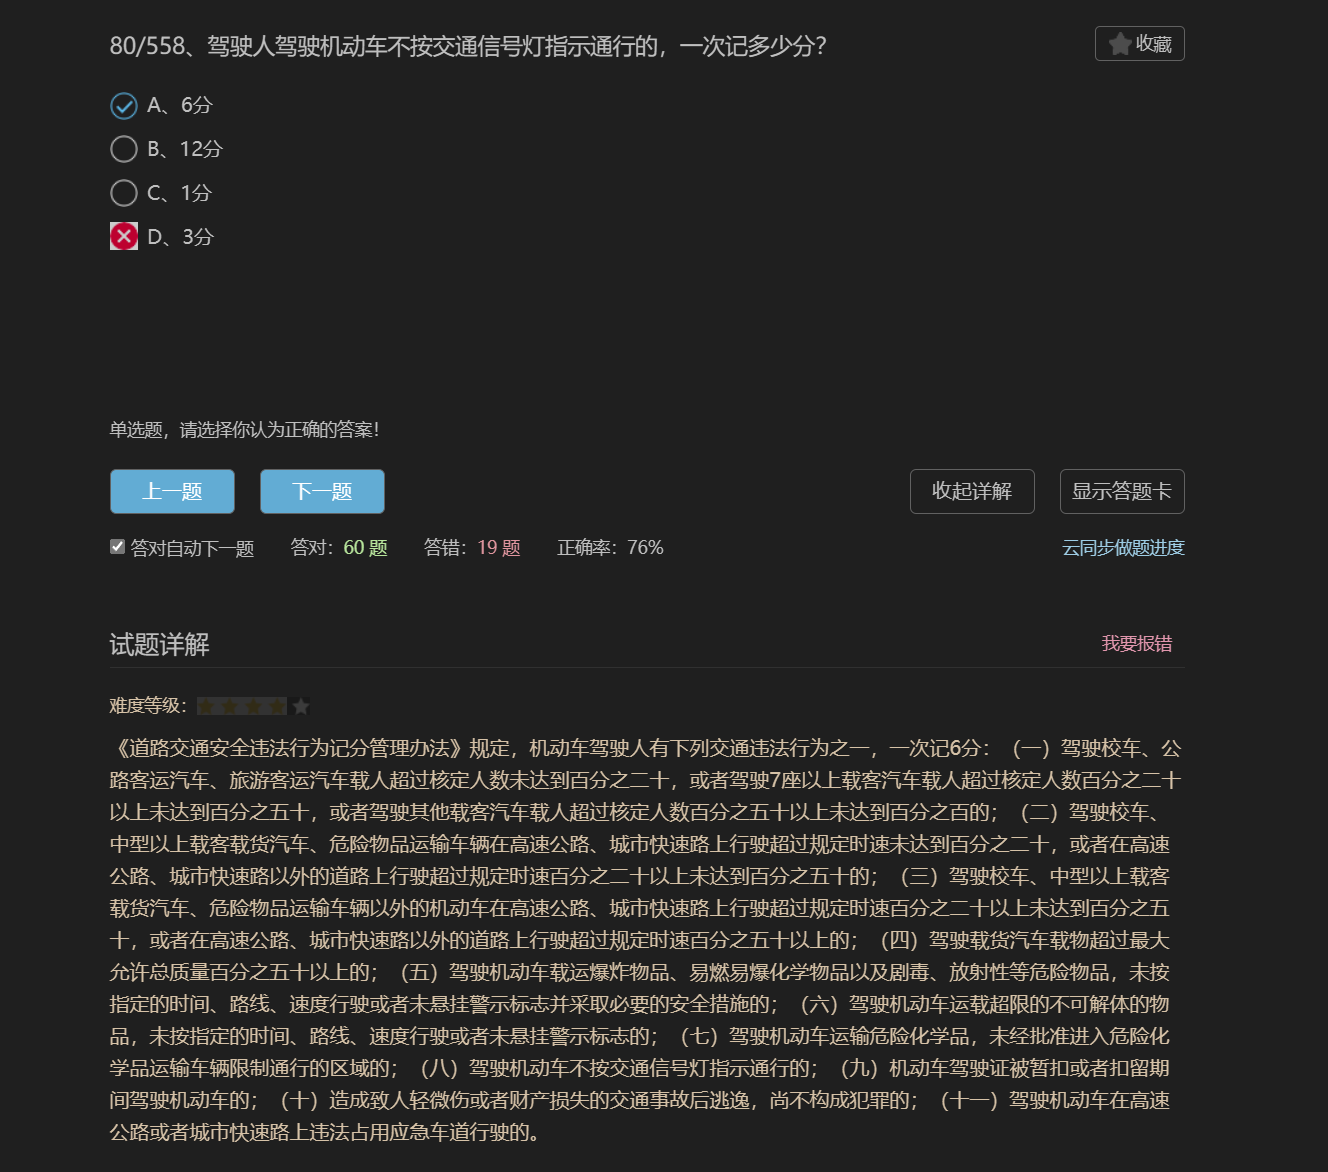 80/558、驾驶人驾驶机动车不按交通信号灯指示通行的，一次记多少分？
收藏
A、6分
B、12分
C、1分
D、3分
单选题，请选择你认为正确的答案！
上一题 下一题 收起详解 显示答题卡
答对自动下一题 答对：60 题 答错：19 题 正确率：76% 云同步做题进度
试题详解 我要报错
难度等级：
《道路交通安全违法行为记分管理办法》规定，机动车驾驶人有下列交通违法行为之一，一次记6分：（一）驾驶校车、公
路客运汽车、旅游客运汽车载人超过核定人数未达到百分之二十，或者驾驶7座以上载客汽车载人超过核定人数百分之二十
以上未达到百分之五十，或者驾驶其他载客汽车载人超过核定人数百分之五十以上未达到百分之百的；（二）驾驶校车、
中型以上载客载货汽车、危险物品运输车辆在高速公路、城市快速路上行驶超过规定时速未达到百分之二十，或者在高速
公路、城市快速路以外的道路上行驶超过规定时速百分之二十以上未达到百分之五十的；（三）驾驶校车、中型以上载客
载货汽车、危险物品运输车辆以外的机动车在高速公路、城市快速路上行驶超过规定时速百分之二十以上未达到百分之五
十，或者在高速公路、城市快速路以外的道路上行驶超过规定时速百分之五十以上的；（四）驾驶载货汽车载物超过最大
允许总质量百分之五十以上的；（五）驾驶机动车载运爆炸物品、易燃易爆化学物品以及剧毒、放射性等危险物品，未按
指定的时间、路线、速度行驶或者未悬挂警示标志并采取必要的安全措施的；（六）驾驶机动车运载超限的不可解体的物
品，未按指定的时间、路线、速度行驶或者未悬挂警示标志的；（七）驾驶机动车运输危险化学品，未经批准进入危险化
学品运输车辆限制通行的区域的；（八）驾驶机动车不按交通信号灯指示通行的；（九）机动车驾驶证被暂扣或者扣留期
间驾驶机动车的；（十）造成致人轻微伤或者财产损失的交通事故后逃逸，尚不构成犯罪的；（十一）驾驶机动车在高速
公路或者城市快速路上违法占用应急车道行驶的。